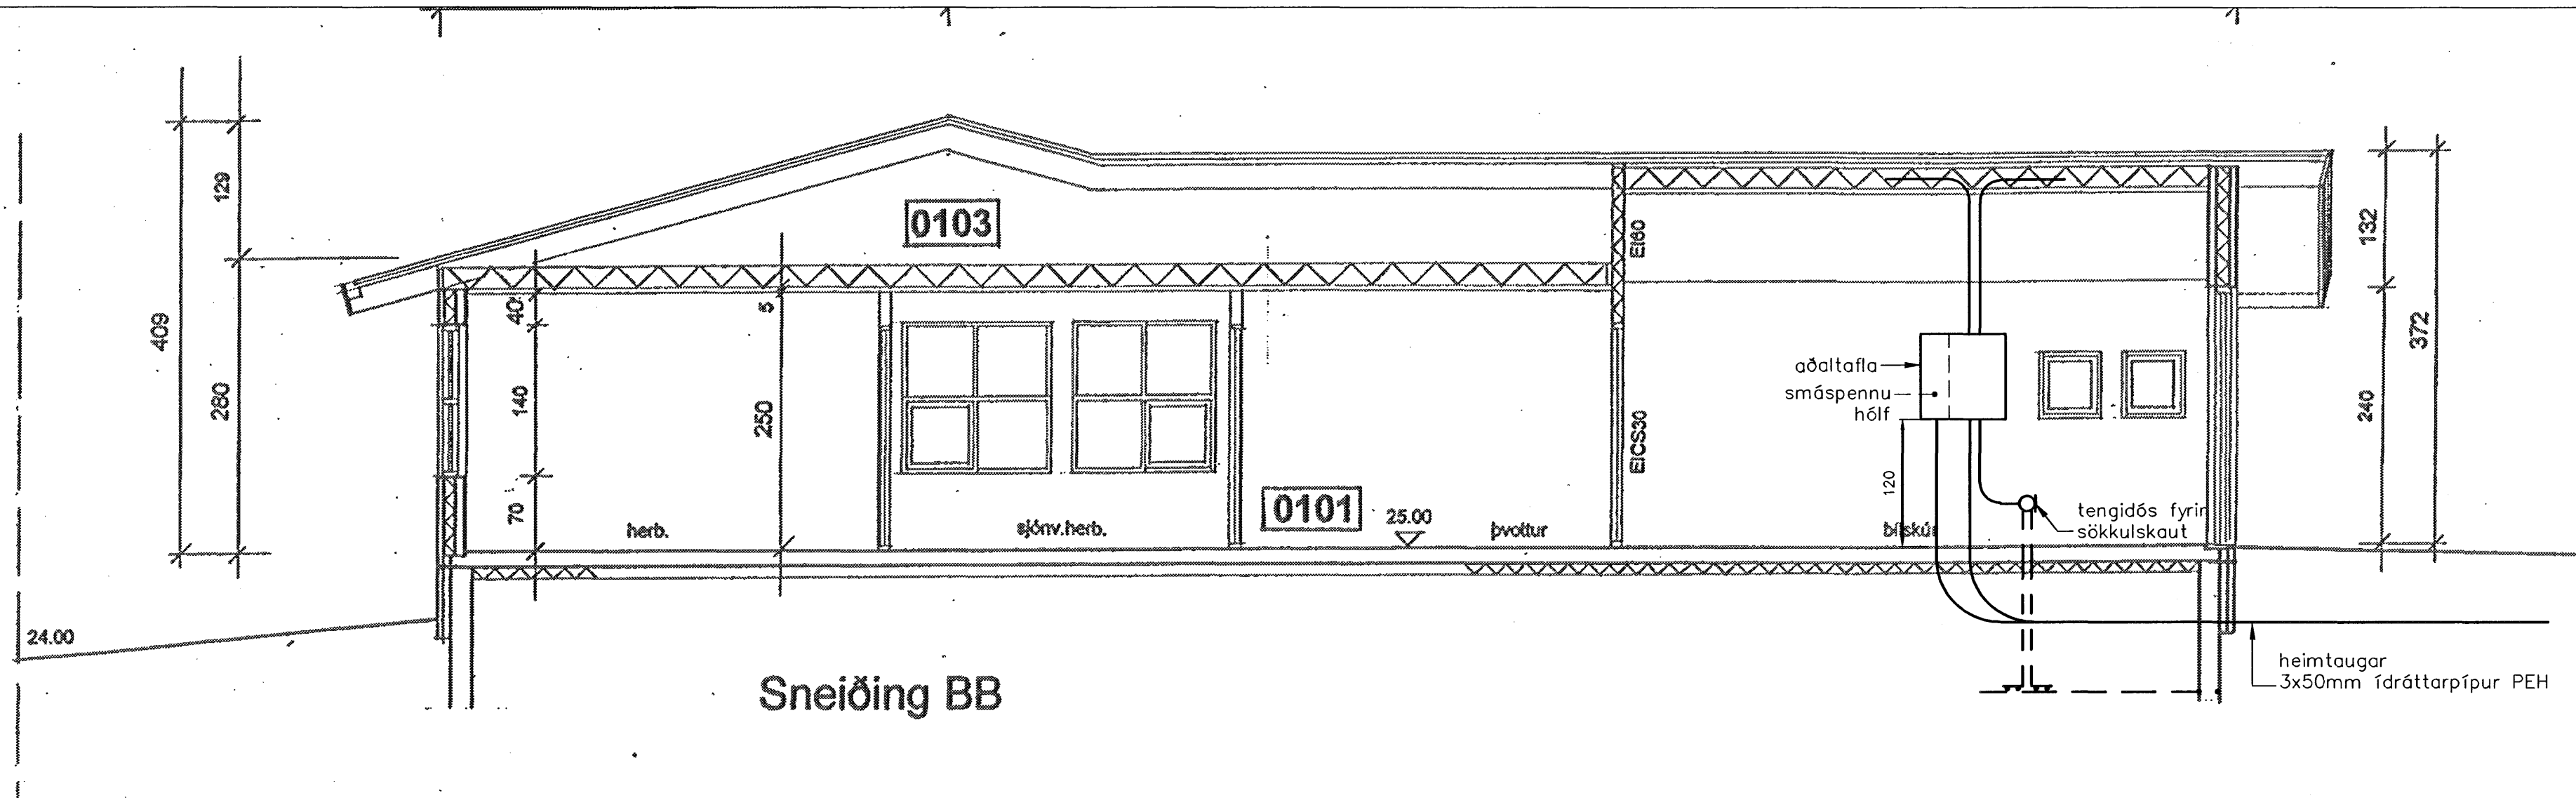 129
409
280
0103
40
5
140
250
70
herb.
sjónv.herb.
0101
25.00
þvottur
EI60
EICS30
aðaltafla
smáspennu
hólf
120
bílskúr
tengidós fyrir
sökkulskaut
132
372
240
24.00
heimtaugar
3x50mm ídráttarpípur PEH
Sneiðing BB